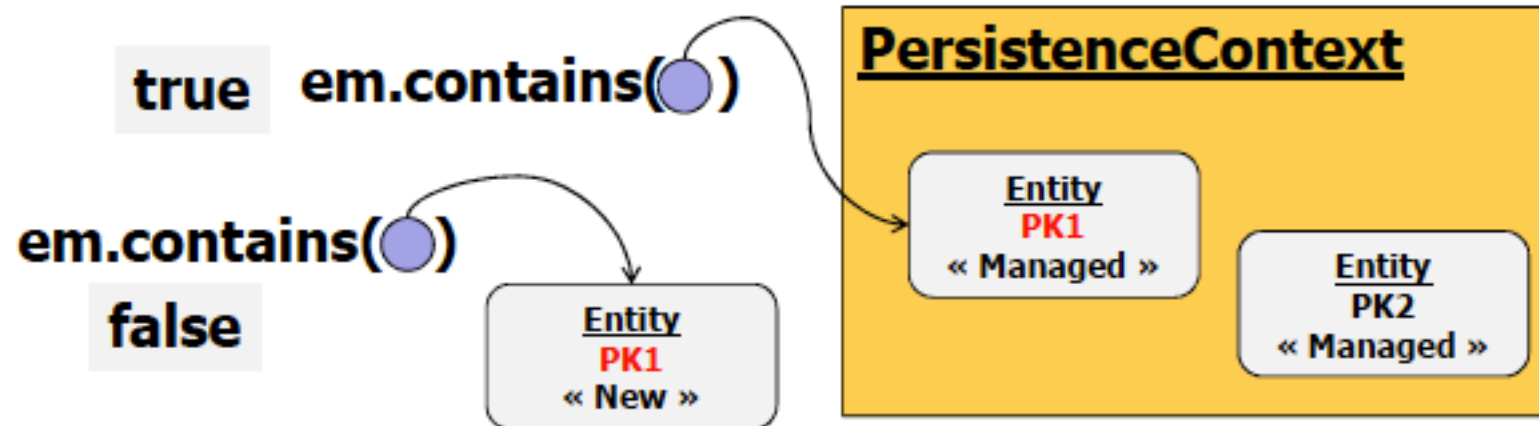 true
em.contains( )
em.contains( )
false
Entity
PK1
« New »
PersistenceContext
Entity
PK1
« Managed »
Entity
PK2
« Managed »